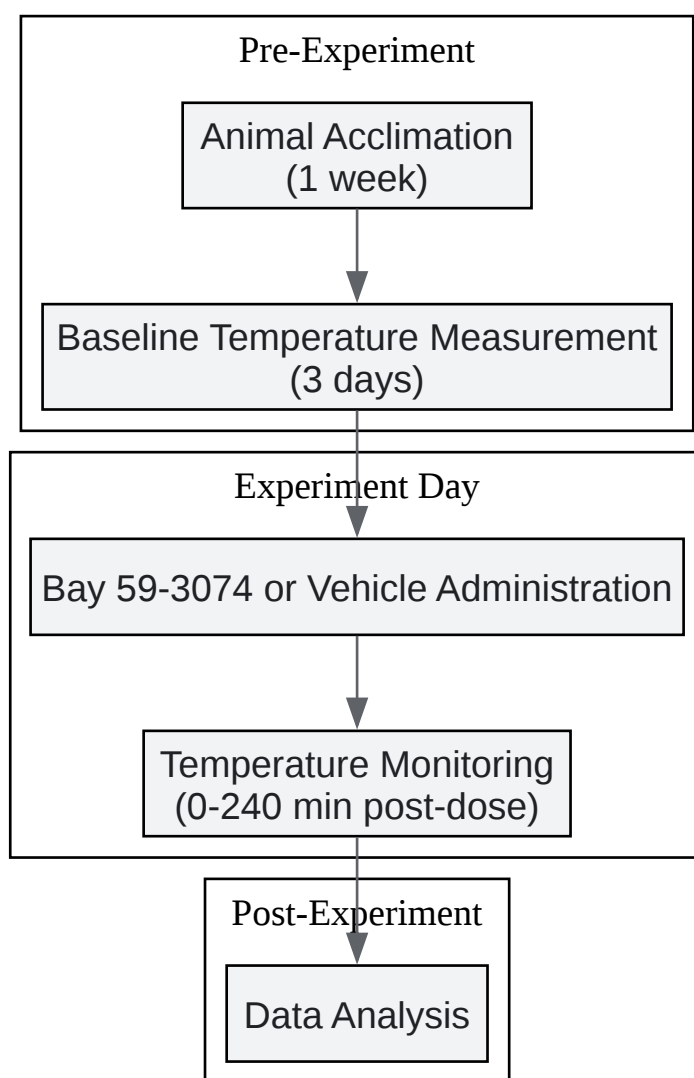 Pre-Experiment
Animal Acclimation
(1 week)
Baseline Temperature Measurement
(3 days)
Experiment Day
Bay 59-3074 or Vehicle Administration
Temperature Monitoring
(0-240 min post-dose)
Post-Experiment
Data Analysis